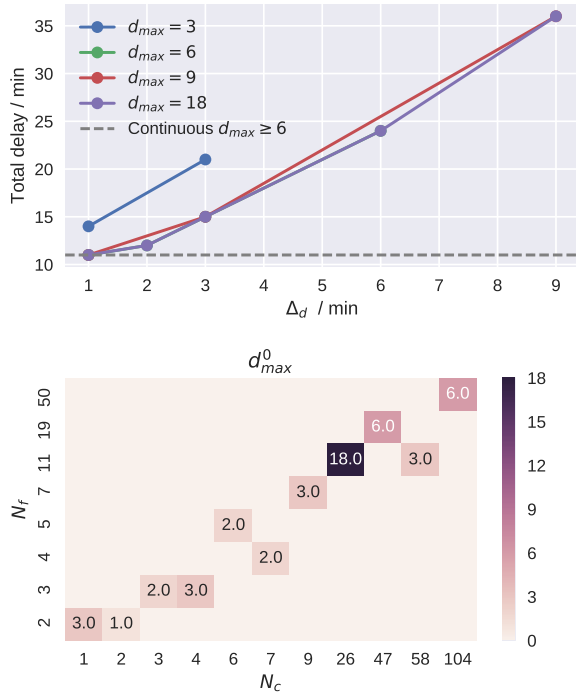 35
30
25
20
15
10
Total delay / min
d_max = 3
d_max = 6
d_max = 9
d_max = 18
Continuous d_max ≥ 6
1 2 3 4 5 6 7 8 9
Δ_d / min
d^0_max
50 6.0
19 6.0
11 18.0 3.0
7 3.0
5 2.0
4 2.0
3 2.0 3.0
2 3.0 1.0
N_f
1 2 3 4 6 7 9 26 47 58 104
N_c
18
15
12
9
6
3
0